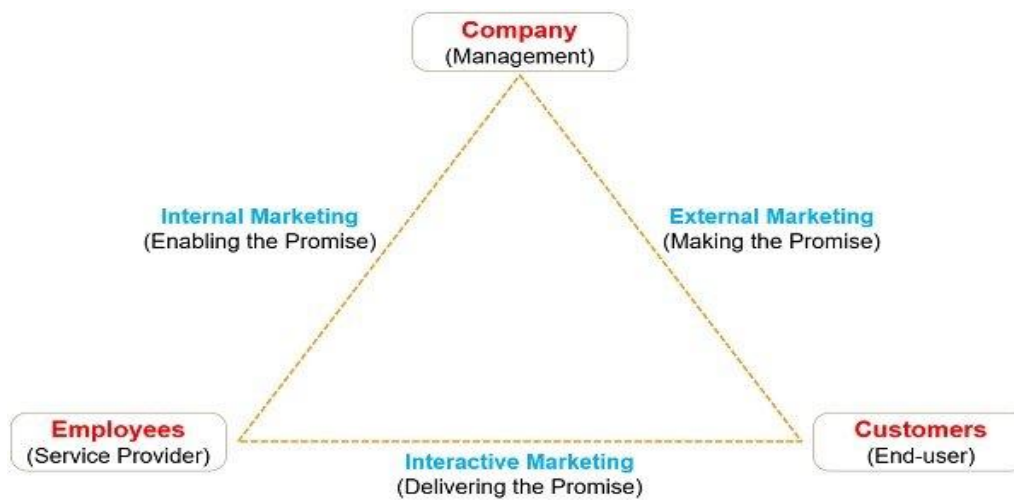 Company
(Management)
Internal Marketing
(Enabling the Promise)
External Marketing
(Making the Promise)
Employees
(Service Provider)
Customers
(End-user)
Interactive Marketing
(Delivering the Promise)